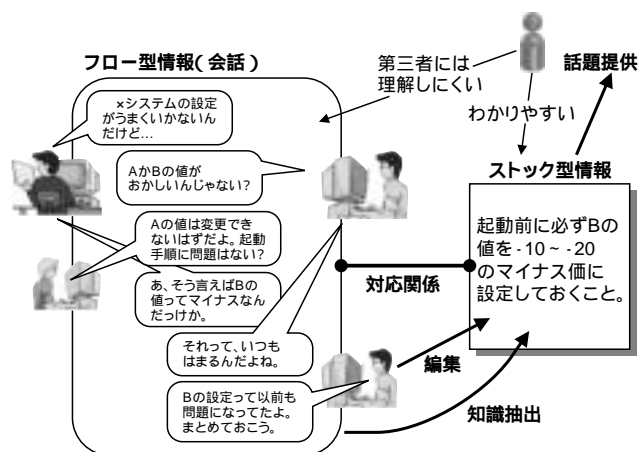 フロー型情報(会話)
×システムの設定
がうまくいかないん
だけど…
AかBの値が
おかしいんじゃない?
Aの値は変更でき
ないはずだよ。起動
手順に問題はない?
あ、そう言えばBの
値ってマイナスなん
だっけか。
それって、いつも
はまるんだよね。
Bの設定って以前も
問題になってたよ。
まとめておこう。
第三者には
理解しにくい
わかりやすい
話題提供
ストック型情報
起動前に必ずBの
値を-10～-20
のマイナス価に
設定しておくこと。
対応関係
編集
知識抽出